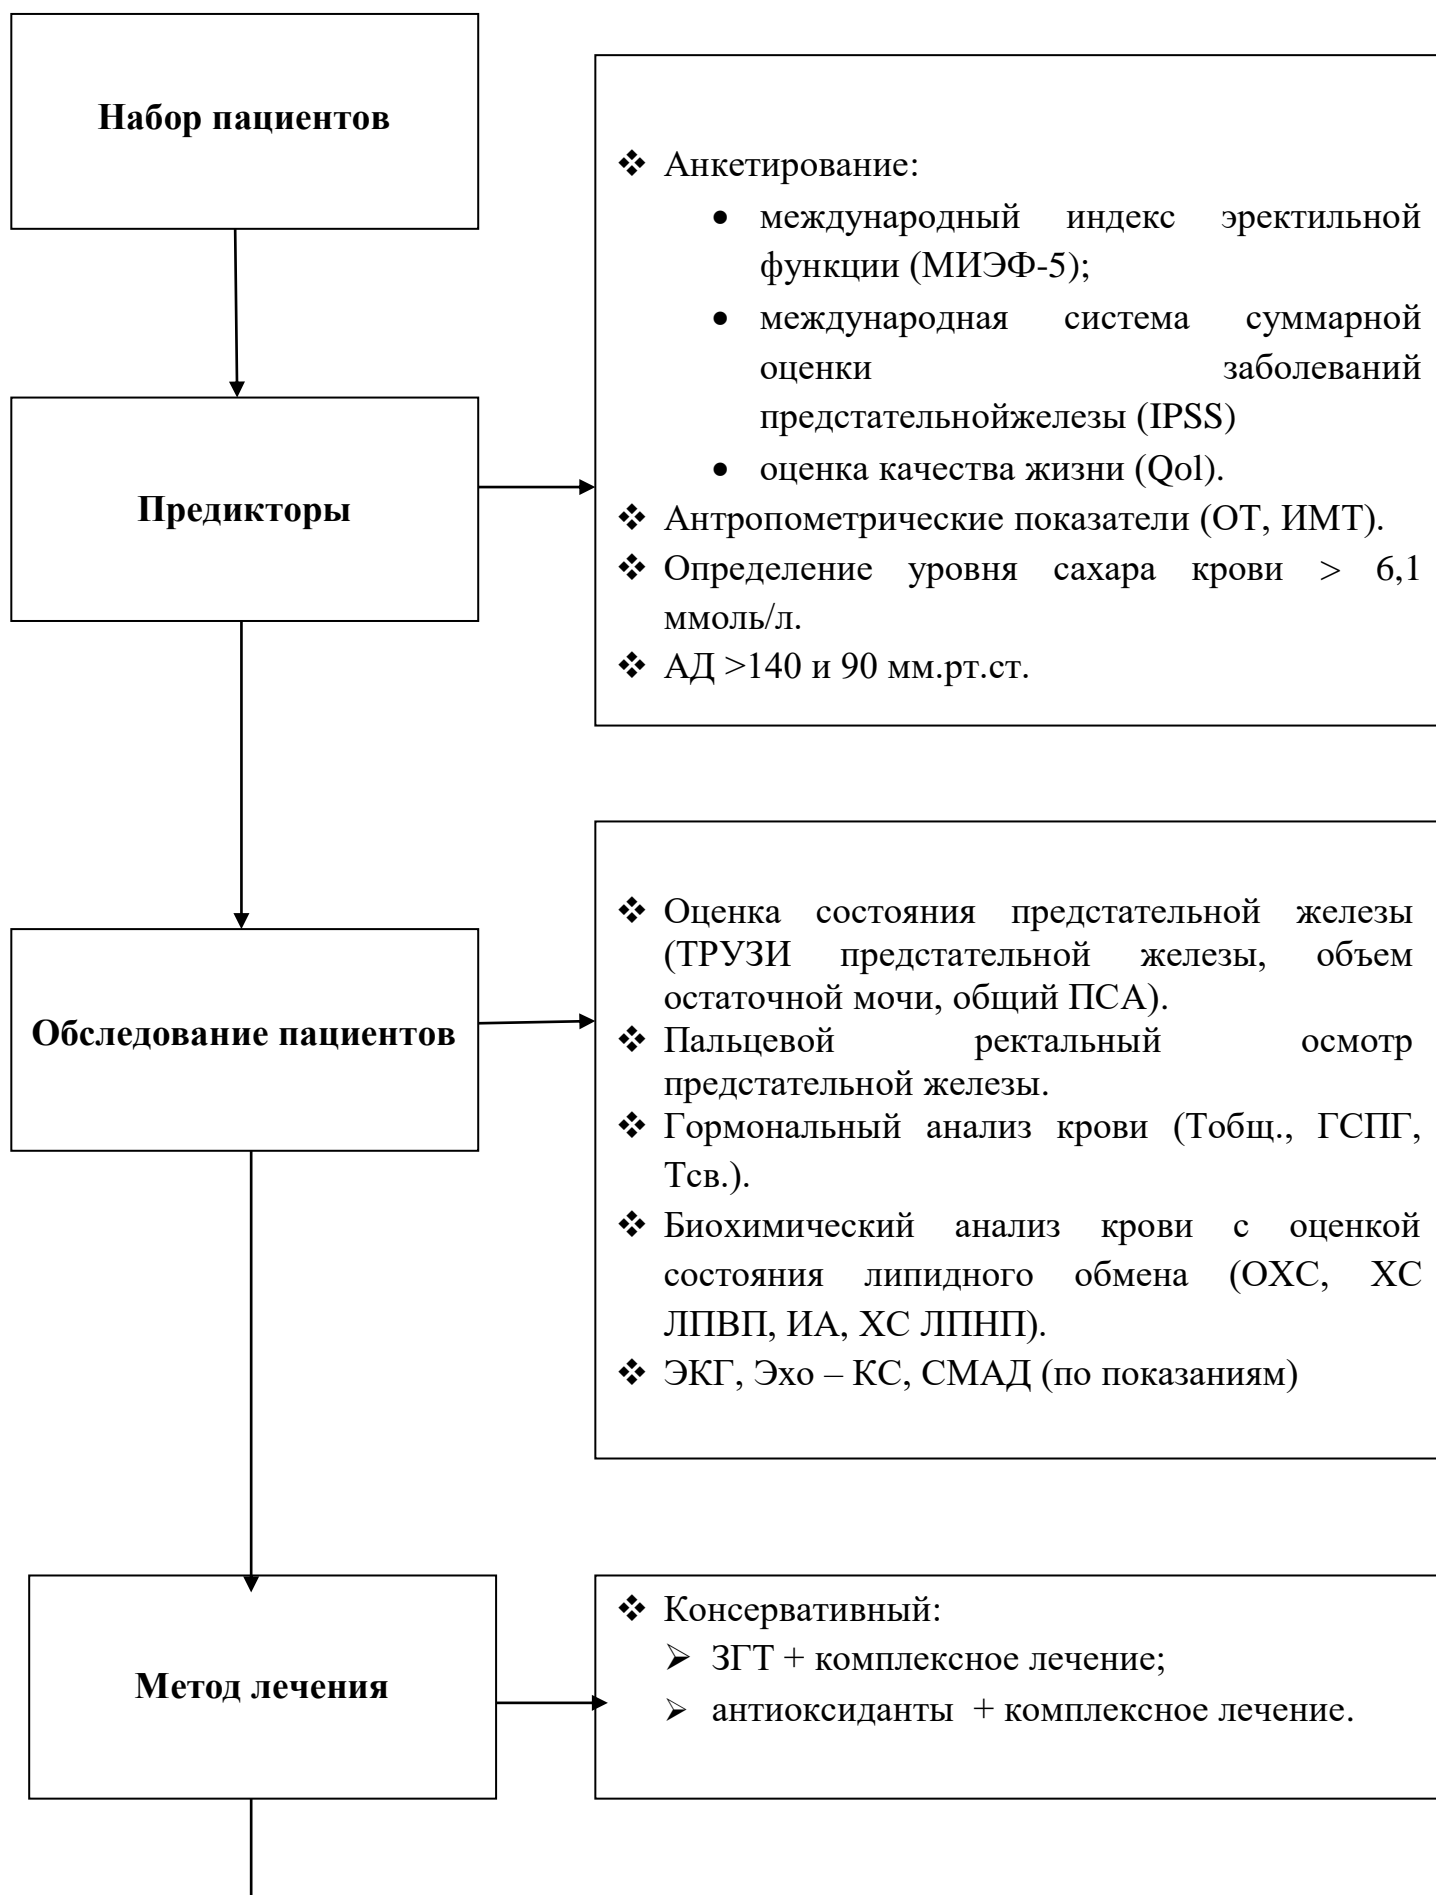 Набор пациентов
❖ Анкетирование:
• международный индекс эректильной
функции (МИЭФ-5);
• международная система суммарной
оценки заболеваний
предстательнойжелезы (IPSS)
• оценка качества жизни (Qol).
❖ Антропометрические показатели (ОТ, ИМТ).
❖ Определение уровня сахара крови > 6,1
ммоль/л.
❖ АД >140 и 90 мм.рт.ст.
Предикторы
❖ Оценка состояния предстательной железы
(ТРУЗИ предстательной железы, объем
остаточной мочи, общий ПСА).
❖ Пальцевой ректальный осмотр
предстательной железы.
❖ Гормональный анализ крови (Тобщ., ГСПГ,
Тсв.).
❖ Биохимический анализ крови с оценкой
состояния липидного обмена (ОХС, ХС
ЛПВП, ИА, ХС ЛПНП).
❖ ЭКГ, Эхо – КС, СМАД (по показаниям)
Обследование пациентов
❖ Консервативный:
➢ ЗГТ + комплексное лечение;
➢ антиоксиданты + комплексное лечение.
Метод лечения